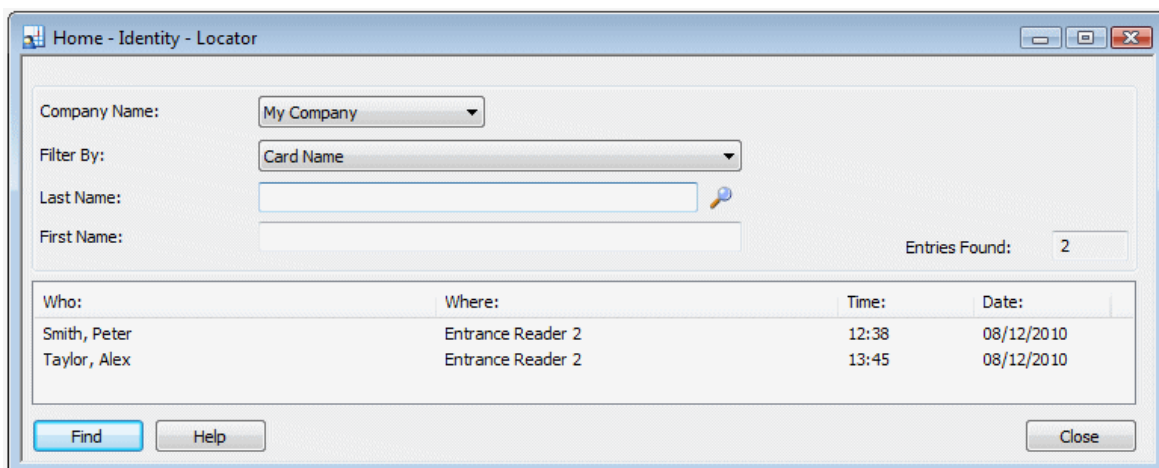 Home - Identity - Locator
Company Name: My Company
Filter By: Card Name
Last Name:
First Name:
Entries Found: 2
Who: Where: Time: Date:
Smith, Peter Entrance Reader 2 12:38 08/12/2010
Taylor, Alex Entrance Reader 2 13:45 08/12/2010
Find Help Close